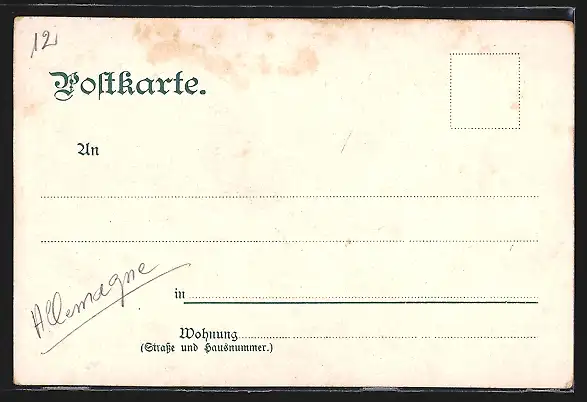 12
Postkarte.
An
in
Allemagne
Wohnung
(Straße und Hausnummer.)